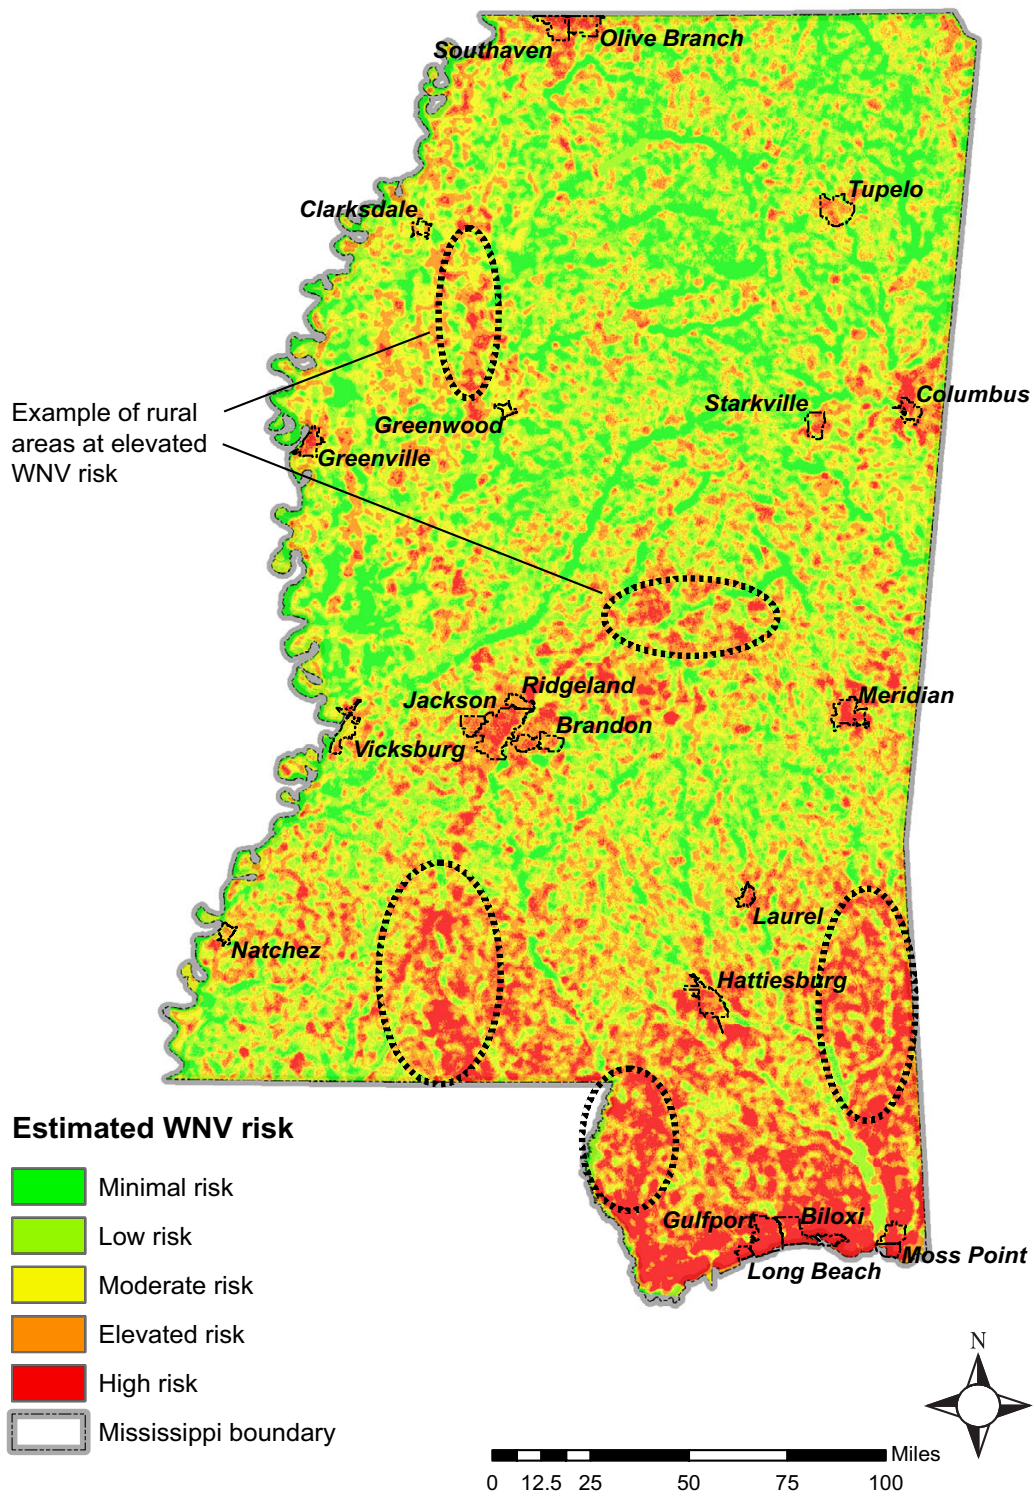 Southaven
Olive Branch
Tupelo
Clarksdale
Example of rural
areas at elevated
WNV risk
Greenwood
Starkville
Columbus
Greenville
Ridgeland
Jackson
Brandon
Meridian
Vicksburg
Laurel
Natchez
Hattiesburg
Gulfport
Biloxi
Long Beach
Moss Point
Estimated WNV risk
Minimal risk
Low risk
Moderate risk
Elevated risk
High risk
Mississippi boundary
N
Miles
0 12.5 25 50 75 100